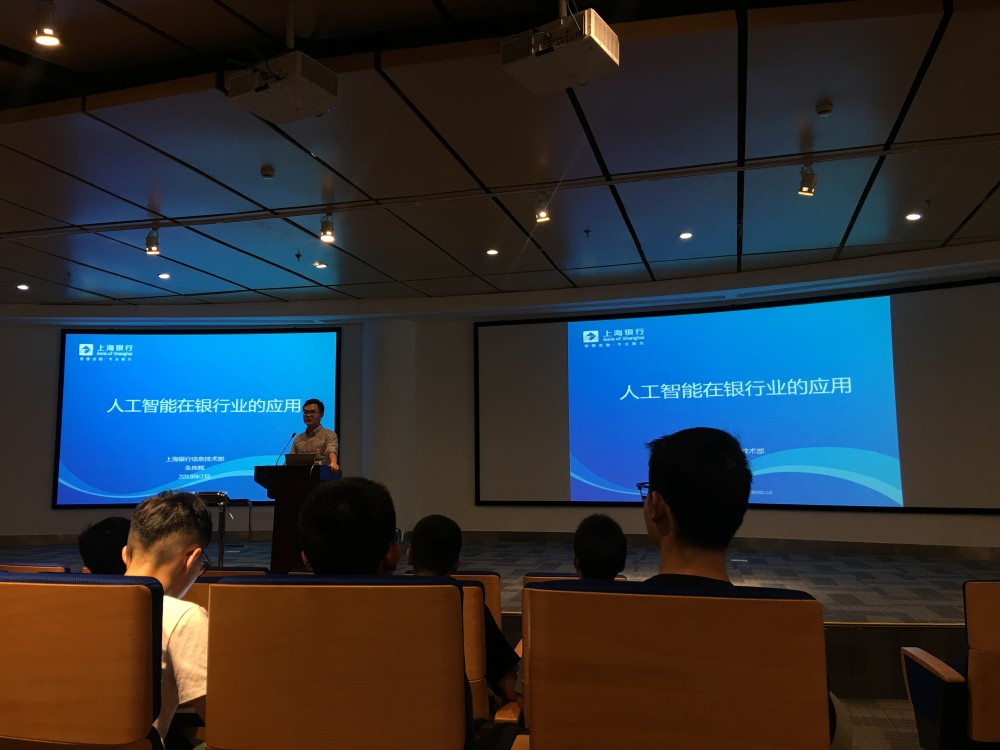 上海银行
Bank of Shanghai
人工智能在银行业的应用
上海银行信息技术部
上海银行
Bank of Shanghai
人工智能在银行业的应用
技术部